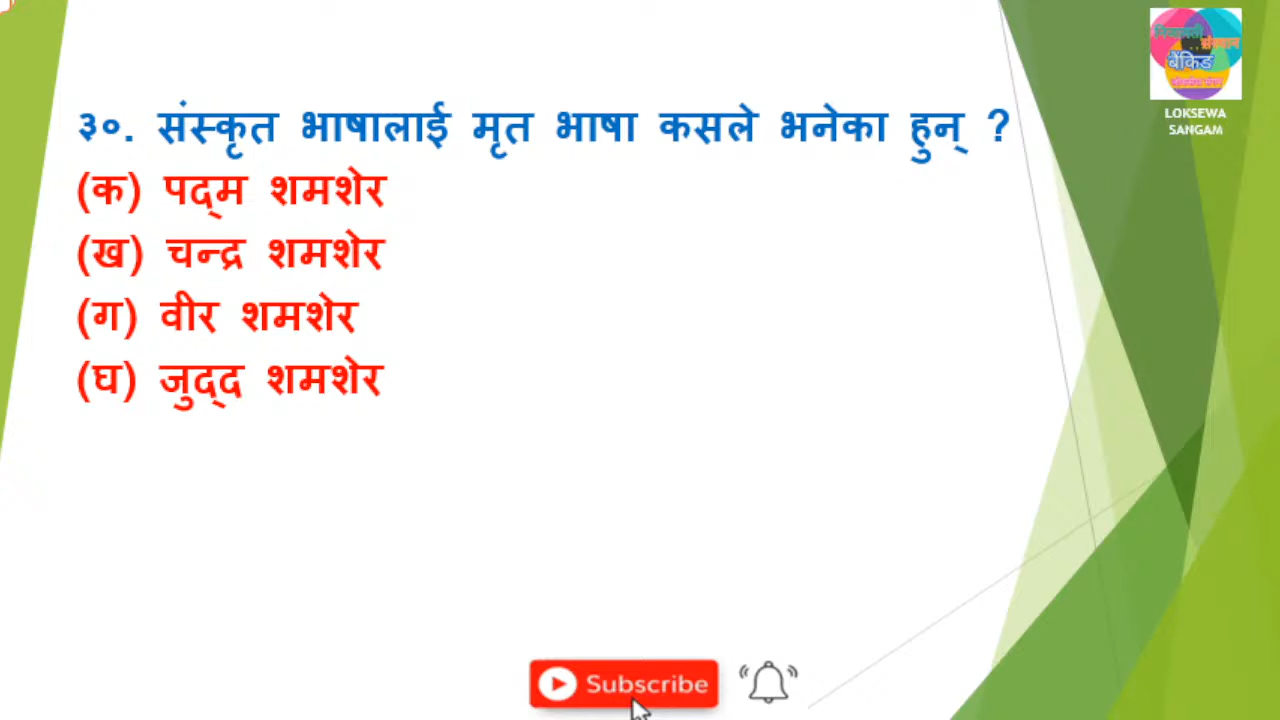 ३०. संस्कृत भाषालाई मृत भाषा कसले भनेका हुन् ?
(क) पद्म शमशेर
(ख) चन्द्र शमशेर
(ग) वीर शमशेर
(घ) जुद्द शमशेर
बैंकिङ
LOKSEWA
SANGAM
Subscribe